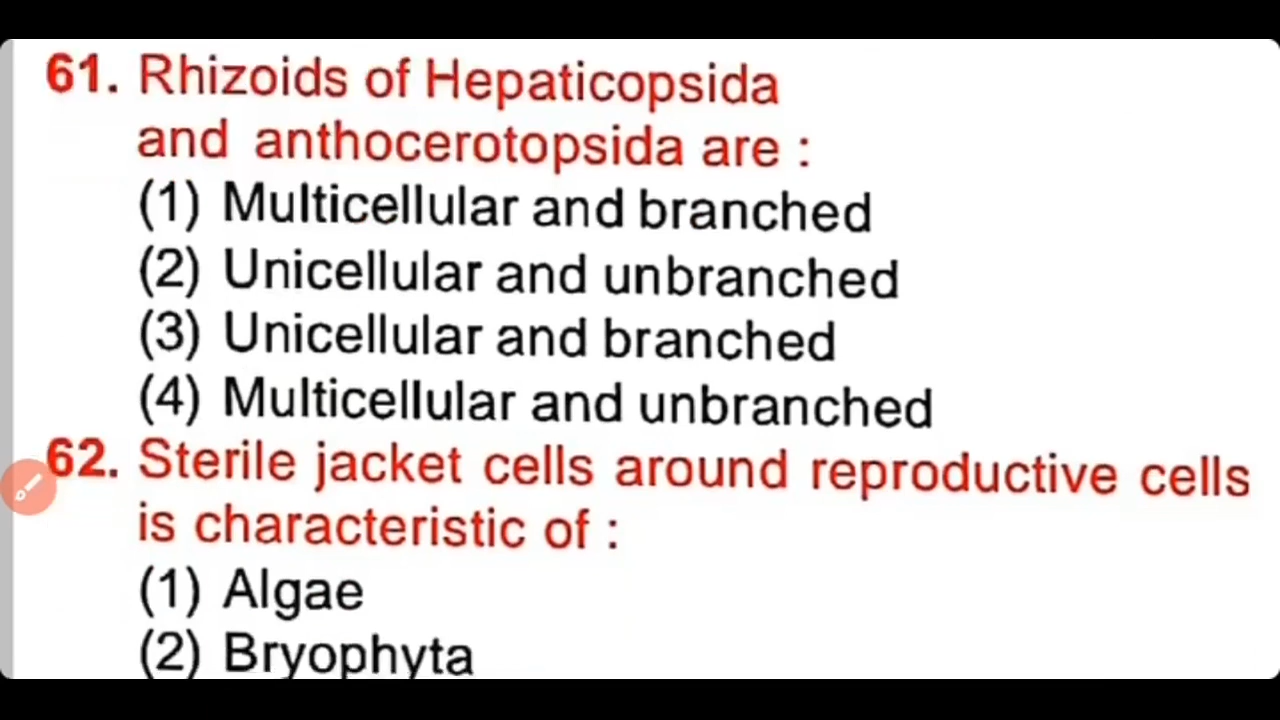 61. Rhizoids of Hepaticopsida
and anthocerotopsida are :
(1) Multicellular and branched
(2) Unicellular and unbranched
(3) Unicellular and branched
(4) Multicellular and unbranched
62. Sterile jacket cells around reproductive cells
is characteristic of :
(1) Algae
(2) Bryophyta